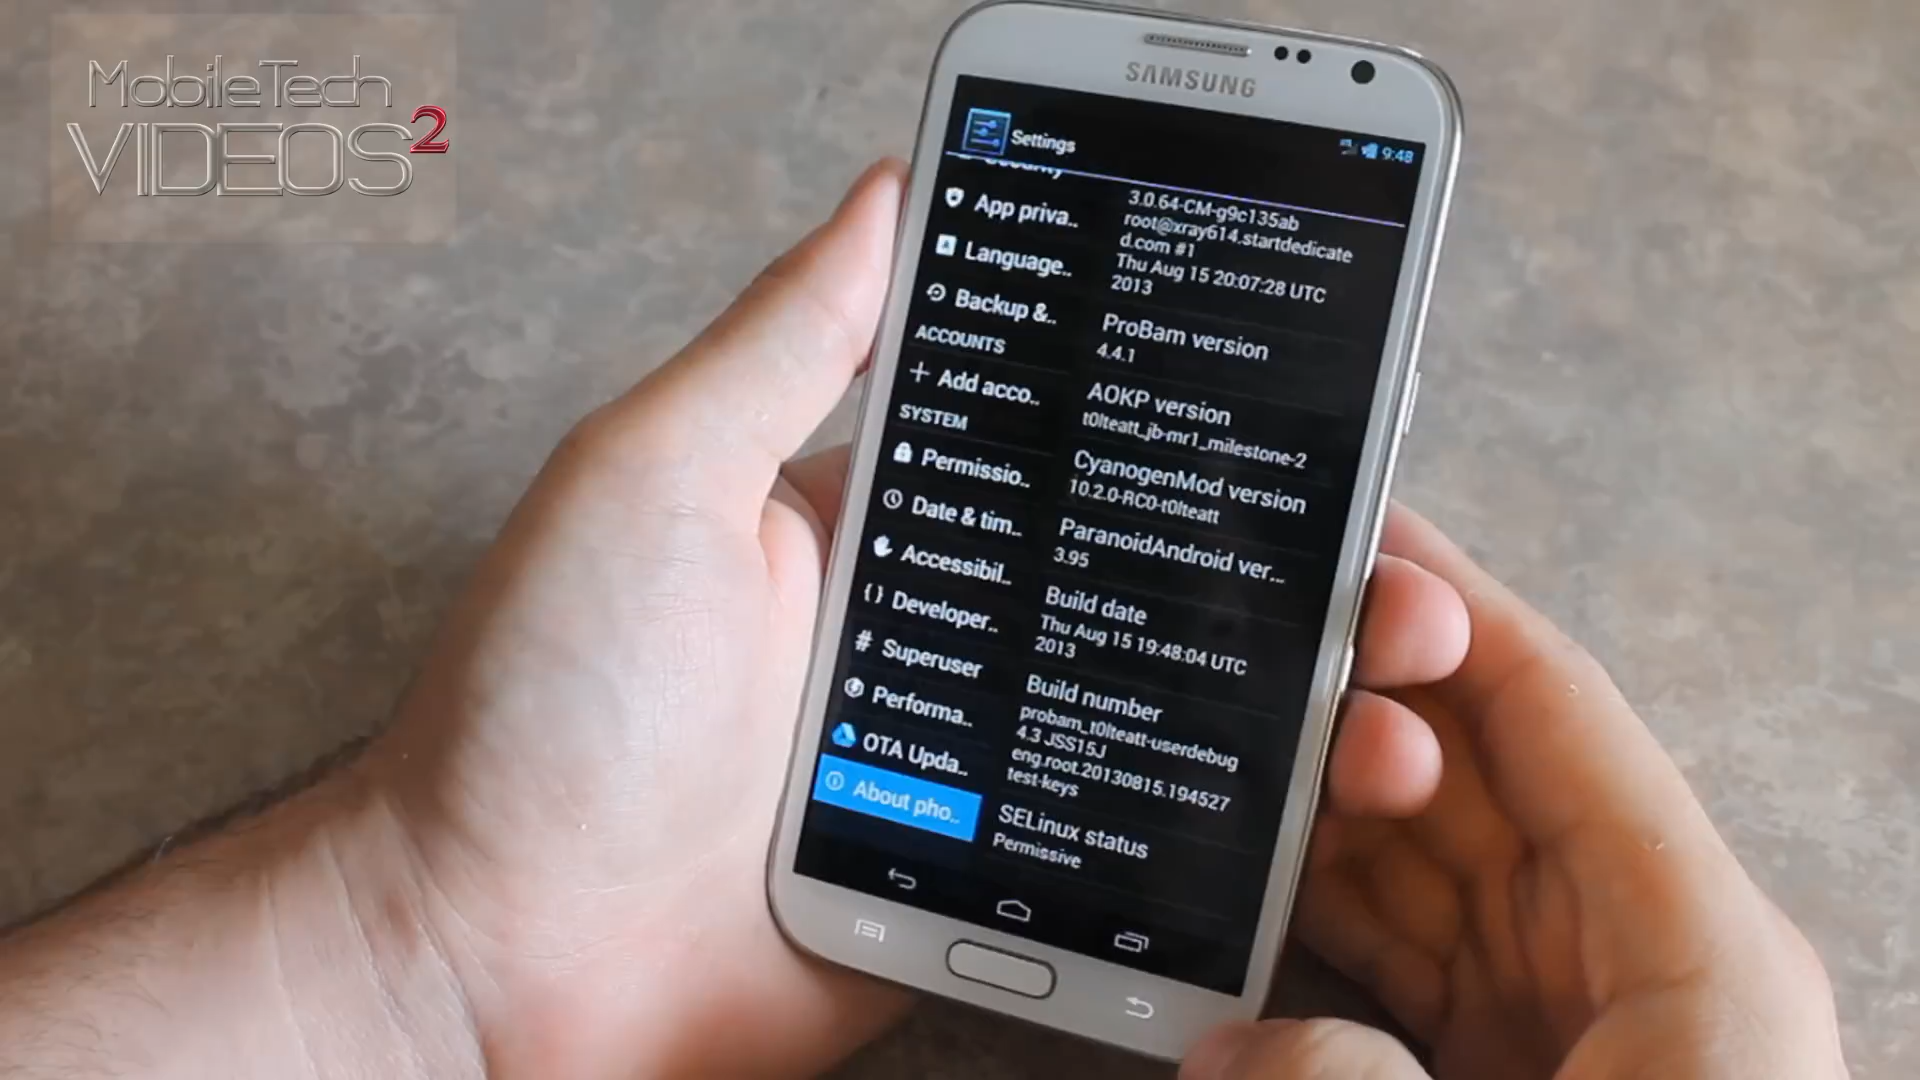 MobileTech
VIDEOS2
SAMSUNG
Settings
9:48
Security
App priva..
Language..
Backup &..
ACCOUNTS
Add acco..
SYSTEM
Permissio..
Date & tim..
Accessibil..
{ } Developer..
# Superuser
Performa..
OTA Upda..
About pho..
3.0.64-CM-g9c135ab
root@xray614.startdedicate
d.com #1
Thu Aug 15 20:07:28 UTC
2013
ProBam version
4.4.1
AOKP version
t0lteatt_jb-mr1_milestone-2
CyanogenMod version
10.2.0-RC0-t0lteatt
ParanoidAndroid ver...
3.95
Build date
Thu Aug 15 19:48:04 UTC
2013
Build number
probam_t0lteatt-userdebug
4.3 JSS15J
eng.root.20130815.194527
test-keys
SELinux status
Permissive